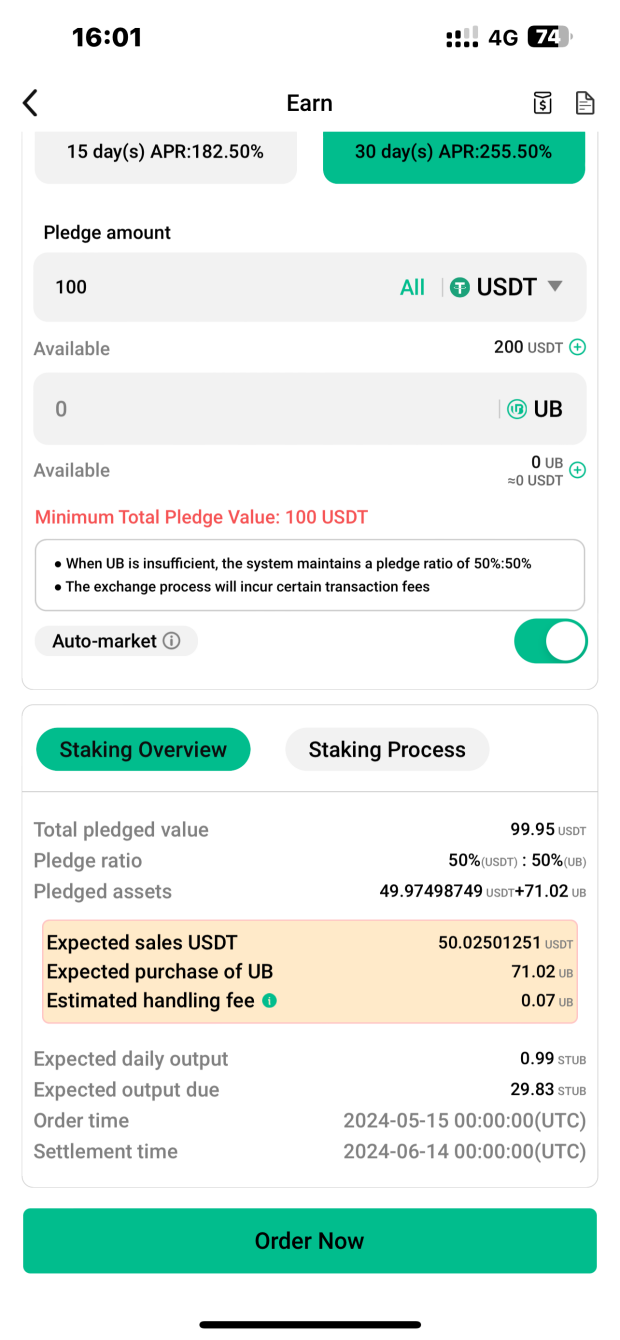 16:01 4G 74
Earn
15 day(s) APR:182.50% 30 day(s) APR:255.50%
Pledge amount
100 All USDT
Available 200 USDT
0 UB
Available 0 UB
≈0 USDT
Minimum Total Pledge Value: 100 USDT
• When UB is insufficient, the system maintains a pledge ratio of 50%:50%
• The exchange process will incur certain transaction fees
Auto-market
Staking Overview Staking Process
Total pledged value 99.95 USDT
Pledge ratio 50%(USDT) : 50%(UB)
Pledged assets 49.97498749 USDT+71.02 UB
Expected sales USDT 50.02501251 USDT
Expected purchase of UB 71.02 UB
Estimated handling fee 0.07 UB
Expected daily output 0.99 STUB
Expected output due 29.83 STUB
Order time 2024-05-15 00:00:00(UTC)
Settlement time 2024-06-14 00:00:00(UTC)
Order Now